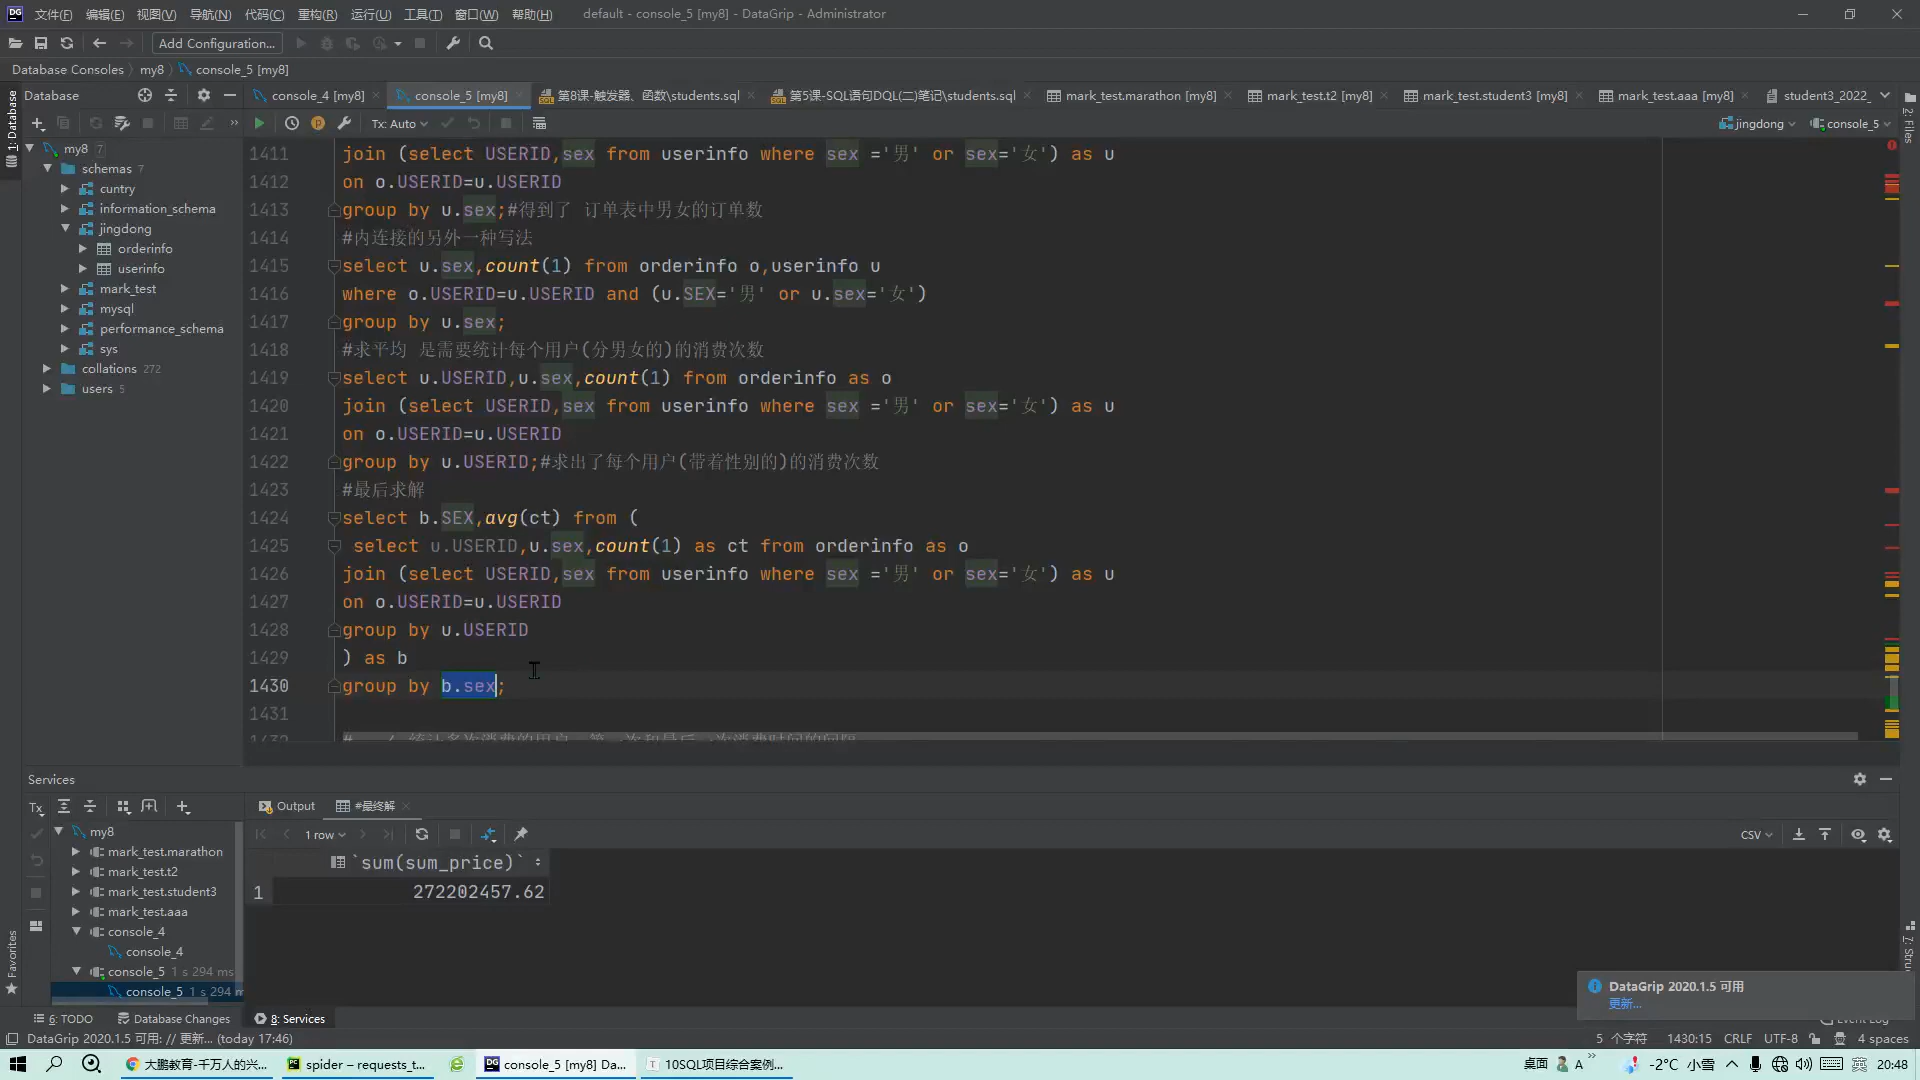 文件(F) 编辑(E) 视图(V) 导航(N) 代码(C) 重构(R) 运行(U) 工具(T) 窗口(W) 帮助(H) default - console_5 [my8] - DataGrip - Administrator
Add Configuration...
Database Consoles my8 console_5 [my8]
Database
console_4 [my8] console_5 [my8] 第8课-触发器、函数\students.sql 第5课-SQL语句DQL(二)笔记\students.sql mark_test.marathon [my8] mark_test.t2 [my8] mark_test.student3 [my8] mark_test.aaa [my8] student3_2022_
Tx: Auto jingdong console_5
1: Database
2: Files
my8 7
schemas 7
cuntry
information_schema
jingdong
orderinfo
userinfo
mark_test
mysql
performance_schema
sys
collations 272
users 5
1411 join (select USERID,sex from userinfo where sex ='男' or sex='女') as u
1412 on o.USERID=u.USERID
1413 group by u.sex;#得到了 订单表中男女的订单数
1414 #内连接的另外一种写法
1415 select u.sex,count(1) from orderinfo o,userinfo u
1416 where o.USERID=u.USERID and (u.SEX='男' or u.sex='女')
1417 group by u.sex;
1418 #求平均 是需要统计每个用户(分男女的)的消费次数
1419 select u.USERID,u.sex,count(1) from orderinfo as o
1420 join (select USERID,sex from userinfo where sex ='男' or sex='女') as u
1421 on o.USERID=u.USERID
1422 group by u.USERID;#求出了每个用户(带着性别的)的消费次数
1423 #最后求解
1424 select b.SEX,avg(ct) from (
1425 select u.USERID,u.sex,count(1) as ct from orderinfo as o
1426 join (select USERID,sex from userinfo where sex ='男' or sex='女') as u
1427 on o.USERID=u.USERID
1428 group by u.USERID
1429 ) as b
1430 group by b.sex;
1431
Services
Tx
my8
mark_test.marathon
mark_test.t2
mark_test.student3
mark_test.aaa
console_4
console_4
console_5 1 s 294 ms
console_5 1 s 294 m
Output #最终解
1 row CSV
`sum(sum_price)`
1 272202457.62
Favorites
7: Stru
DataGrip 2020.1.5 可用
更新...
6: TODO Database Changes 8: Services Event Log
DataGrip 2020.1.5 可用: // 更新... (today 17:46) 5 个字符 1430:15 CRLF UTF-8 4 spaces
大鹏教育-千万人的兴... spider – requests_t... console_5 [my8] Da... 10SQL项目综合案例... 桌面 A -2°C 小雪 英 20:48